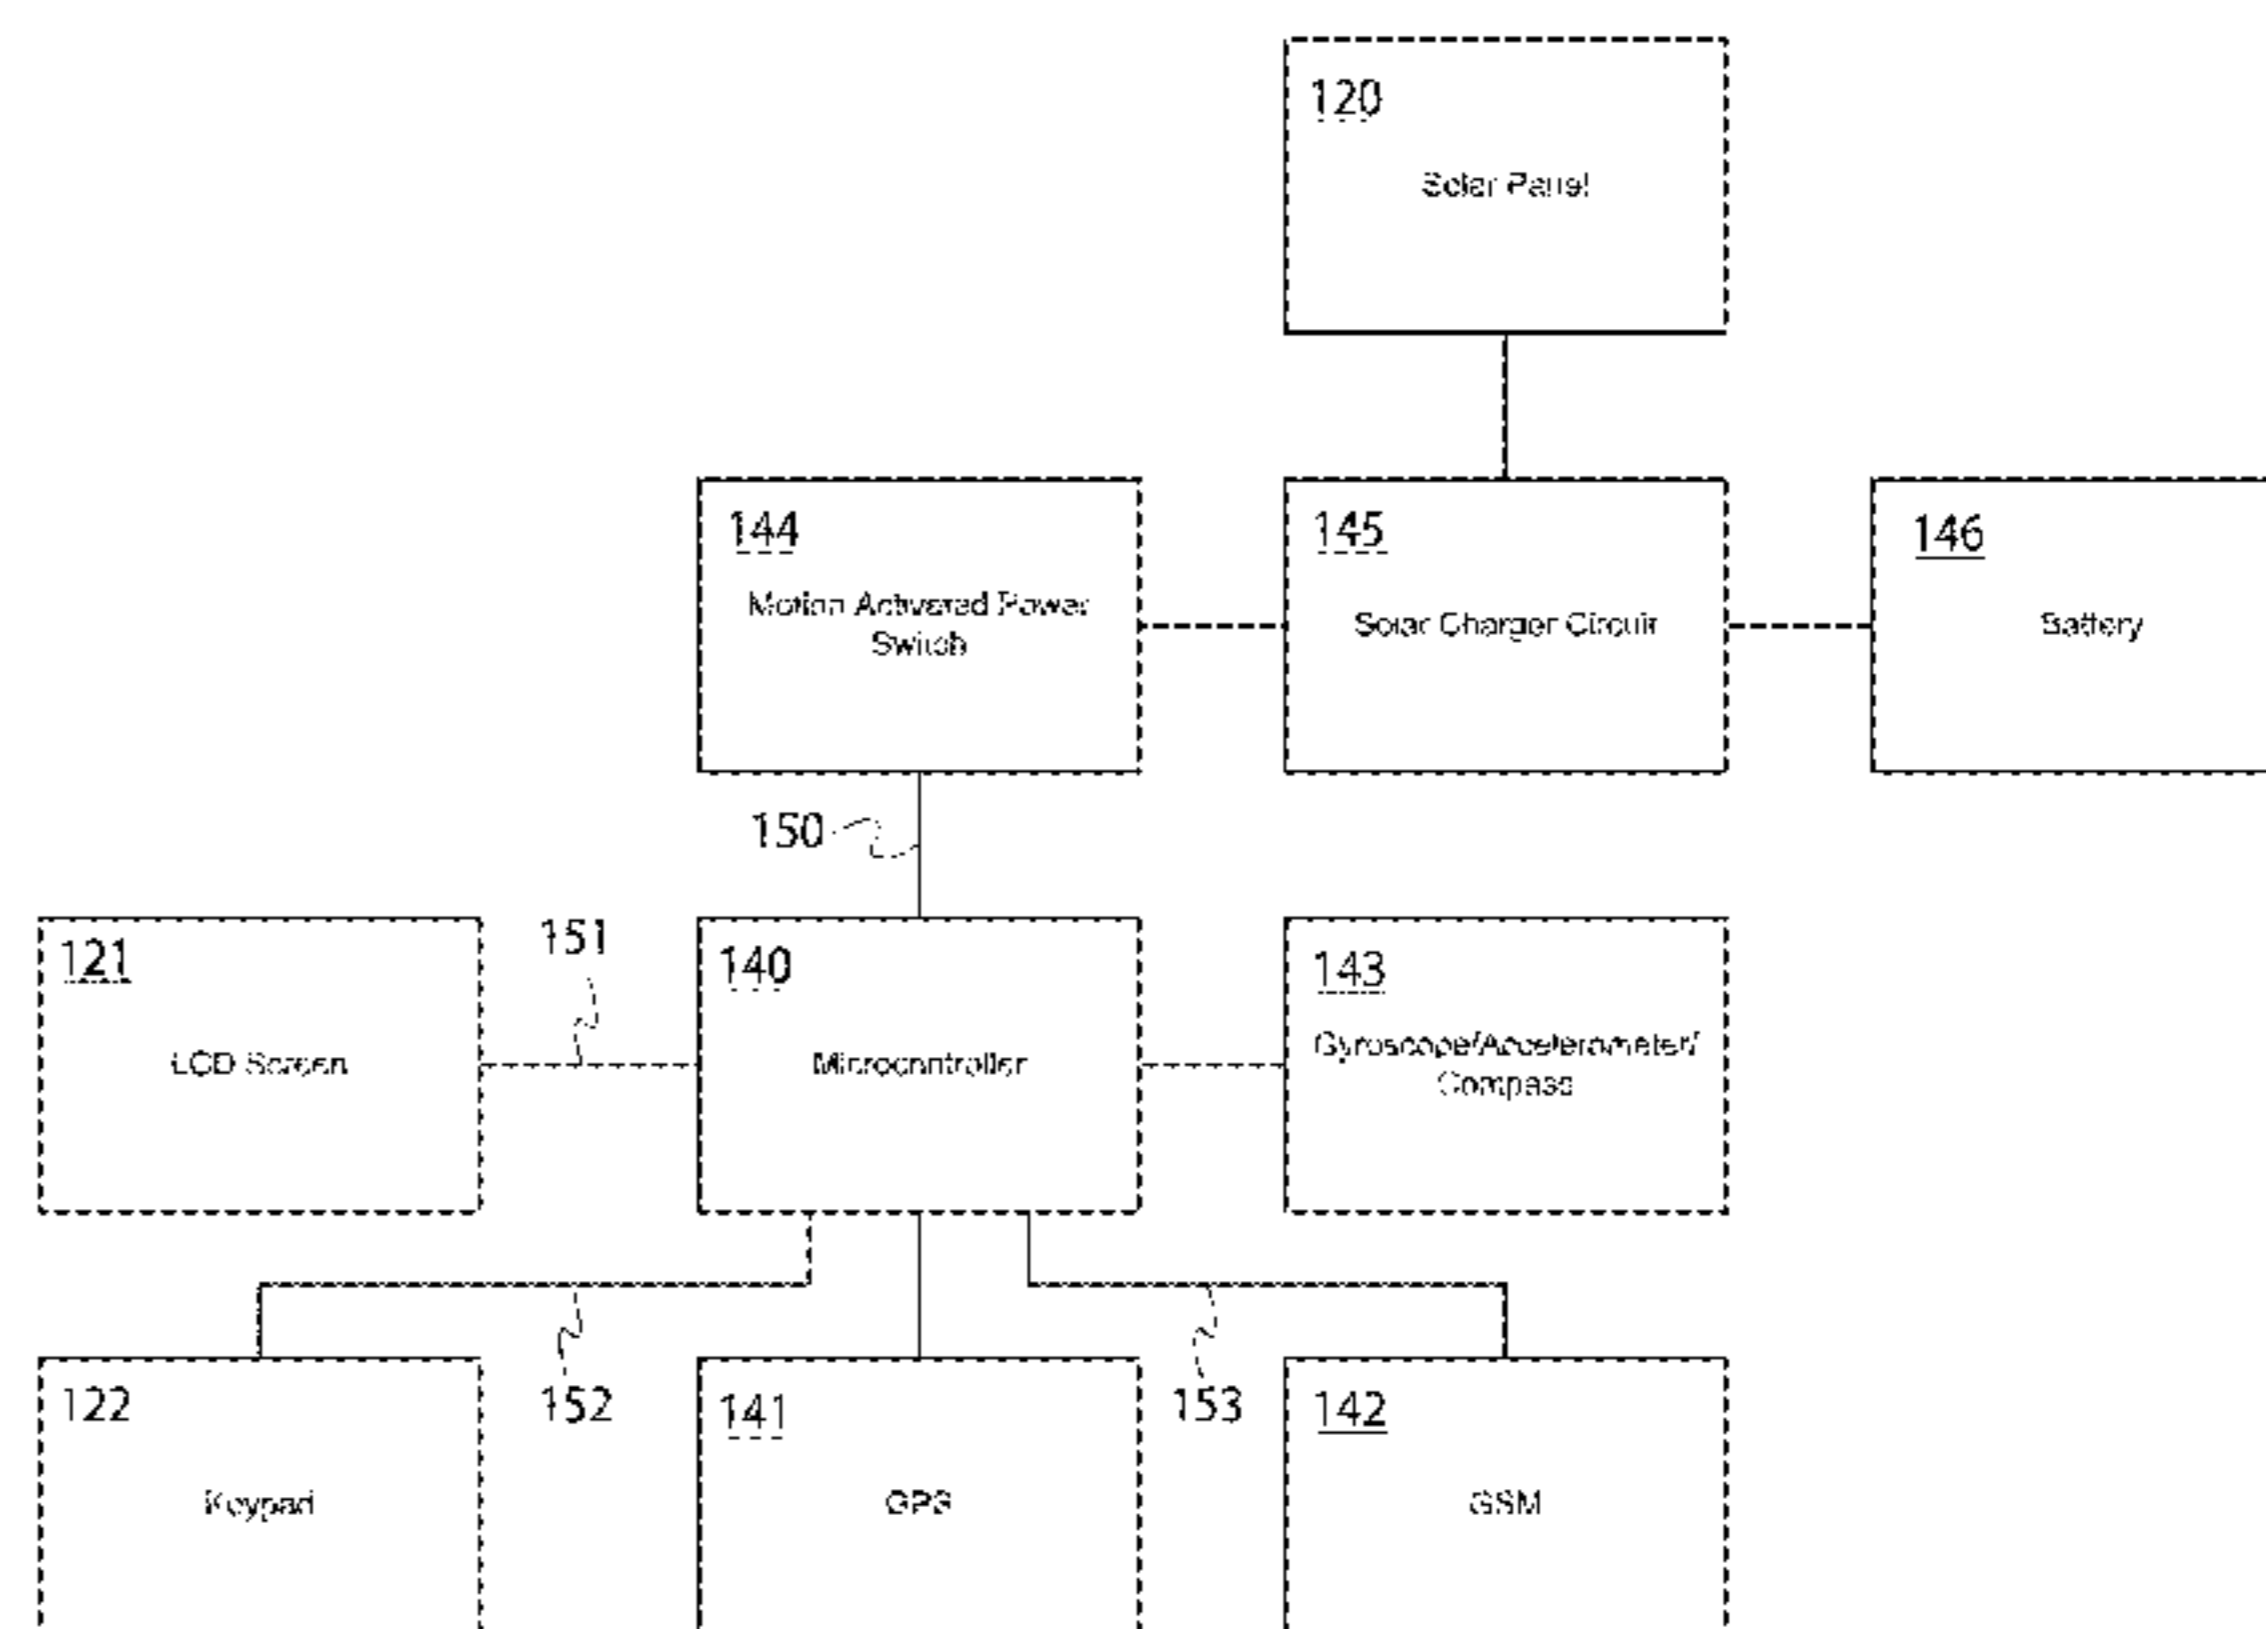 120
Solar Panel
144
Motion Activated Power
Switch
145
Solar Charger Circuit
146
Battery
150
121
LCD Screen
151
140
Microcontroller
143
Gyroscope/Accelerometer/
Compass
122
Keypad
152
141
GPS
153
142
GSM